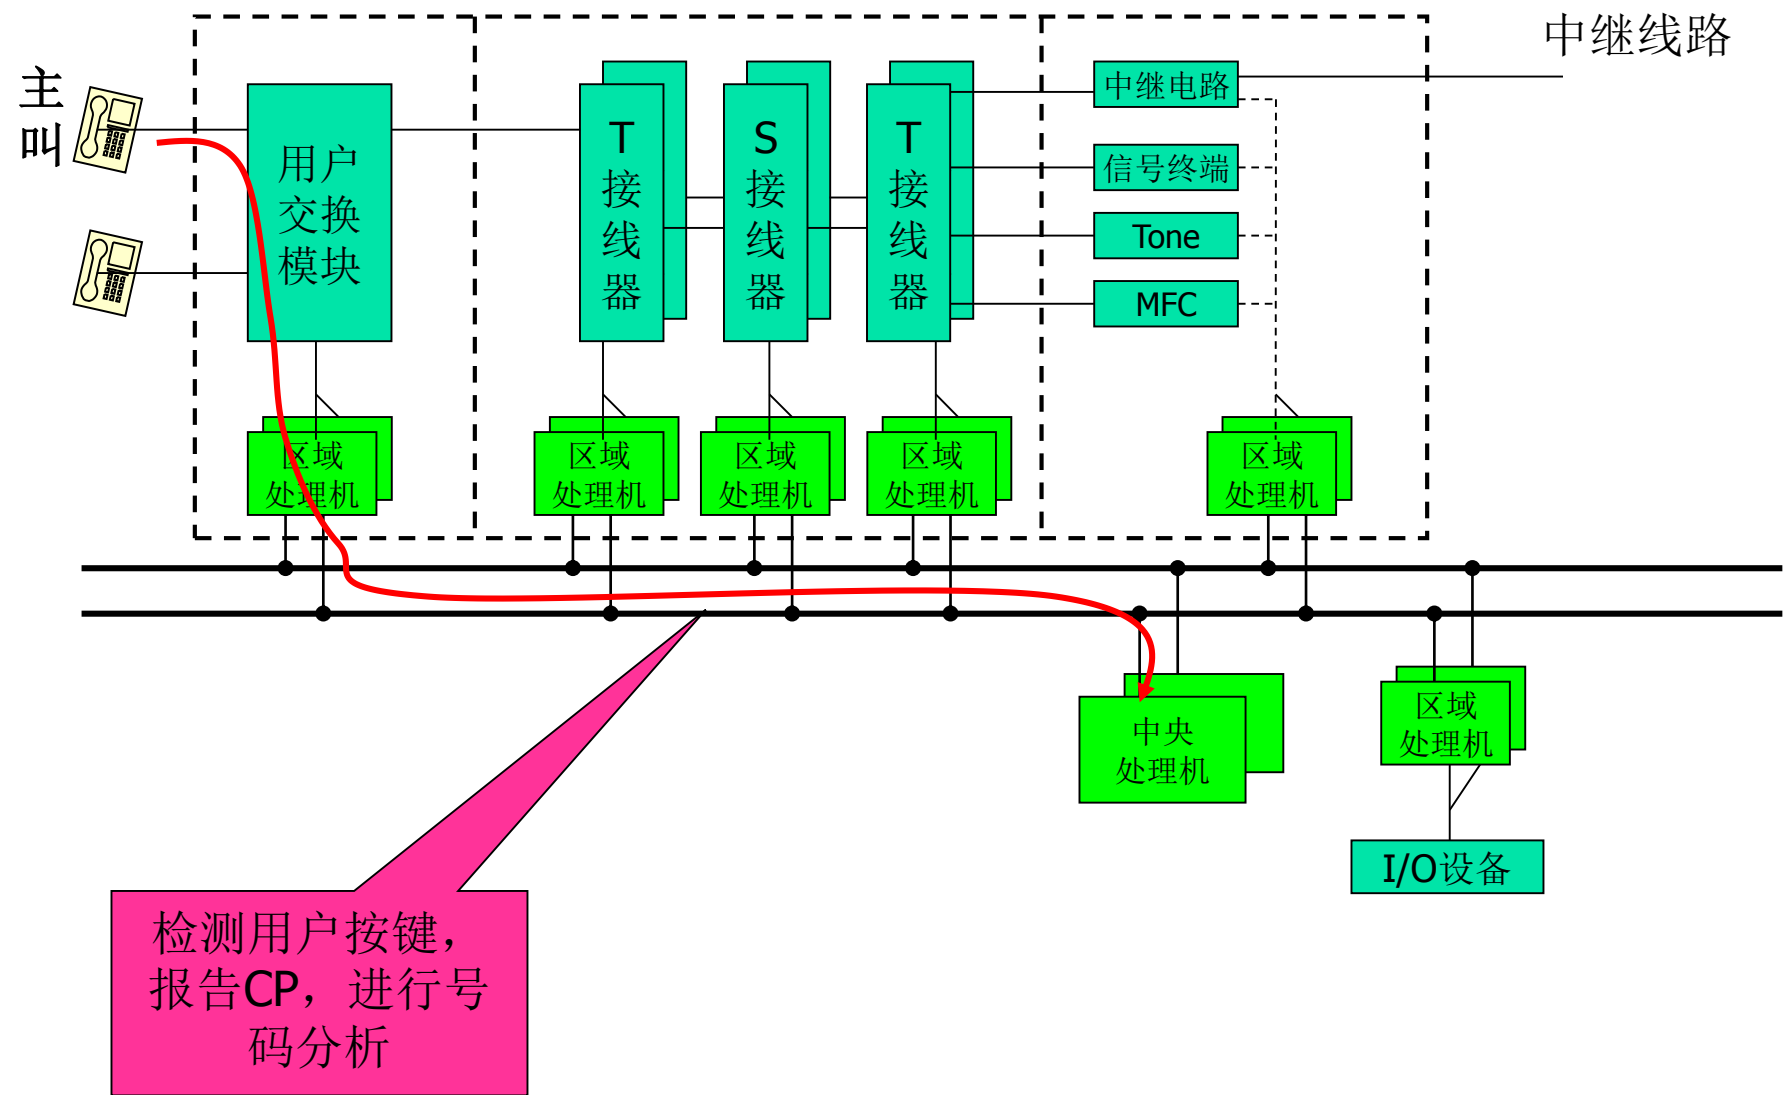 中继线路
主
叫
用户
交换
模块
T
接
线
器
S
接
线
器
T
接
线
器
中继电路
信号终端
Tone
MFC
区域
处理机
区域
处理机
区域
处理机
区域
处理机
区域
处理机
中央
处理机
区域
处理机
I/O设备
检测用户按键，
报告CP，进行号
码分析